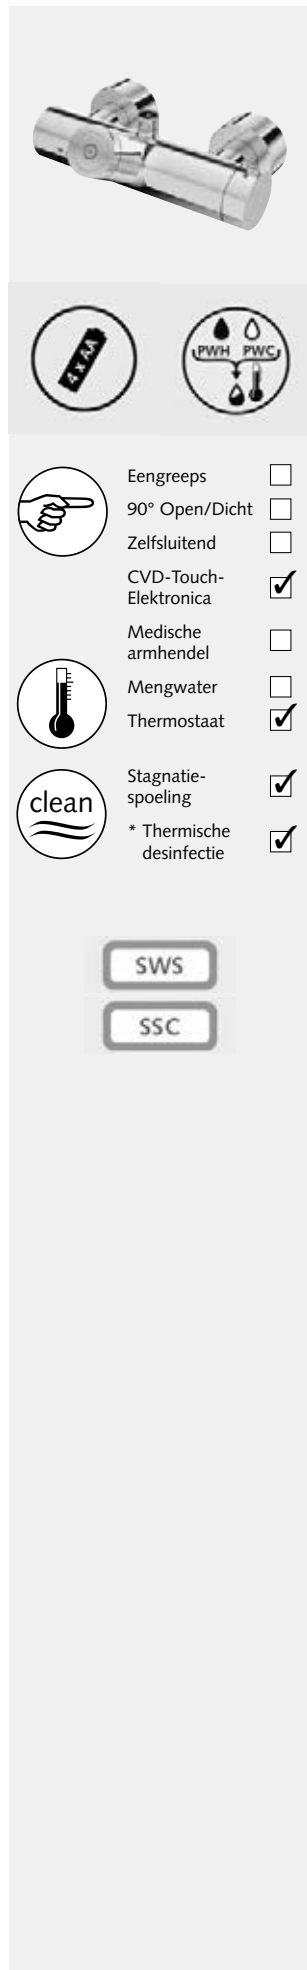 4 x AA
PWH PWC
Eengreeps
90° Open/Dicht
Zelfsluitend
CVD-Touch-
Elektronica
Medische
armhendel
Mengwater
Thermostaat
clean
Stagnatie-
spoeling
* Thermische
desinfectie
SWS
SSC